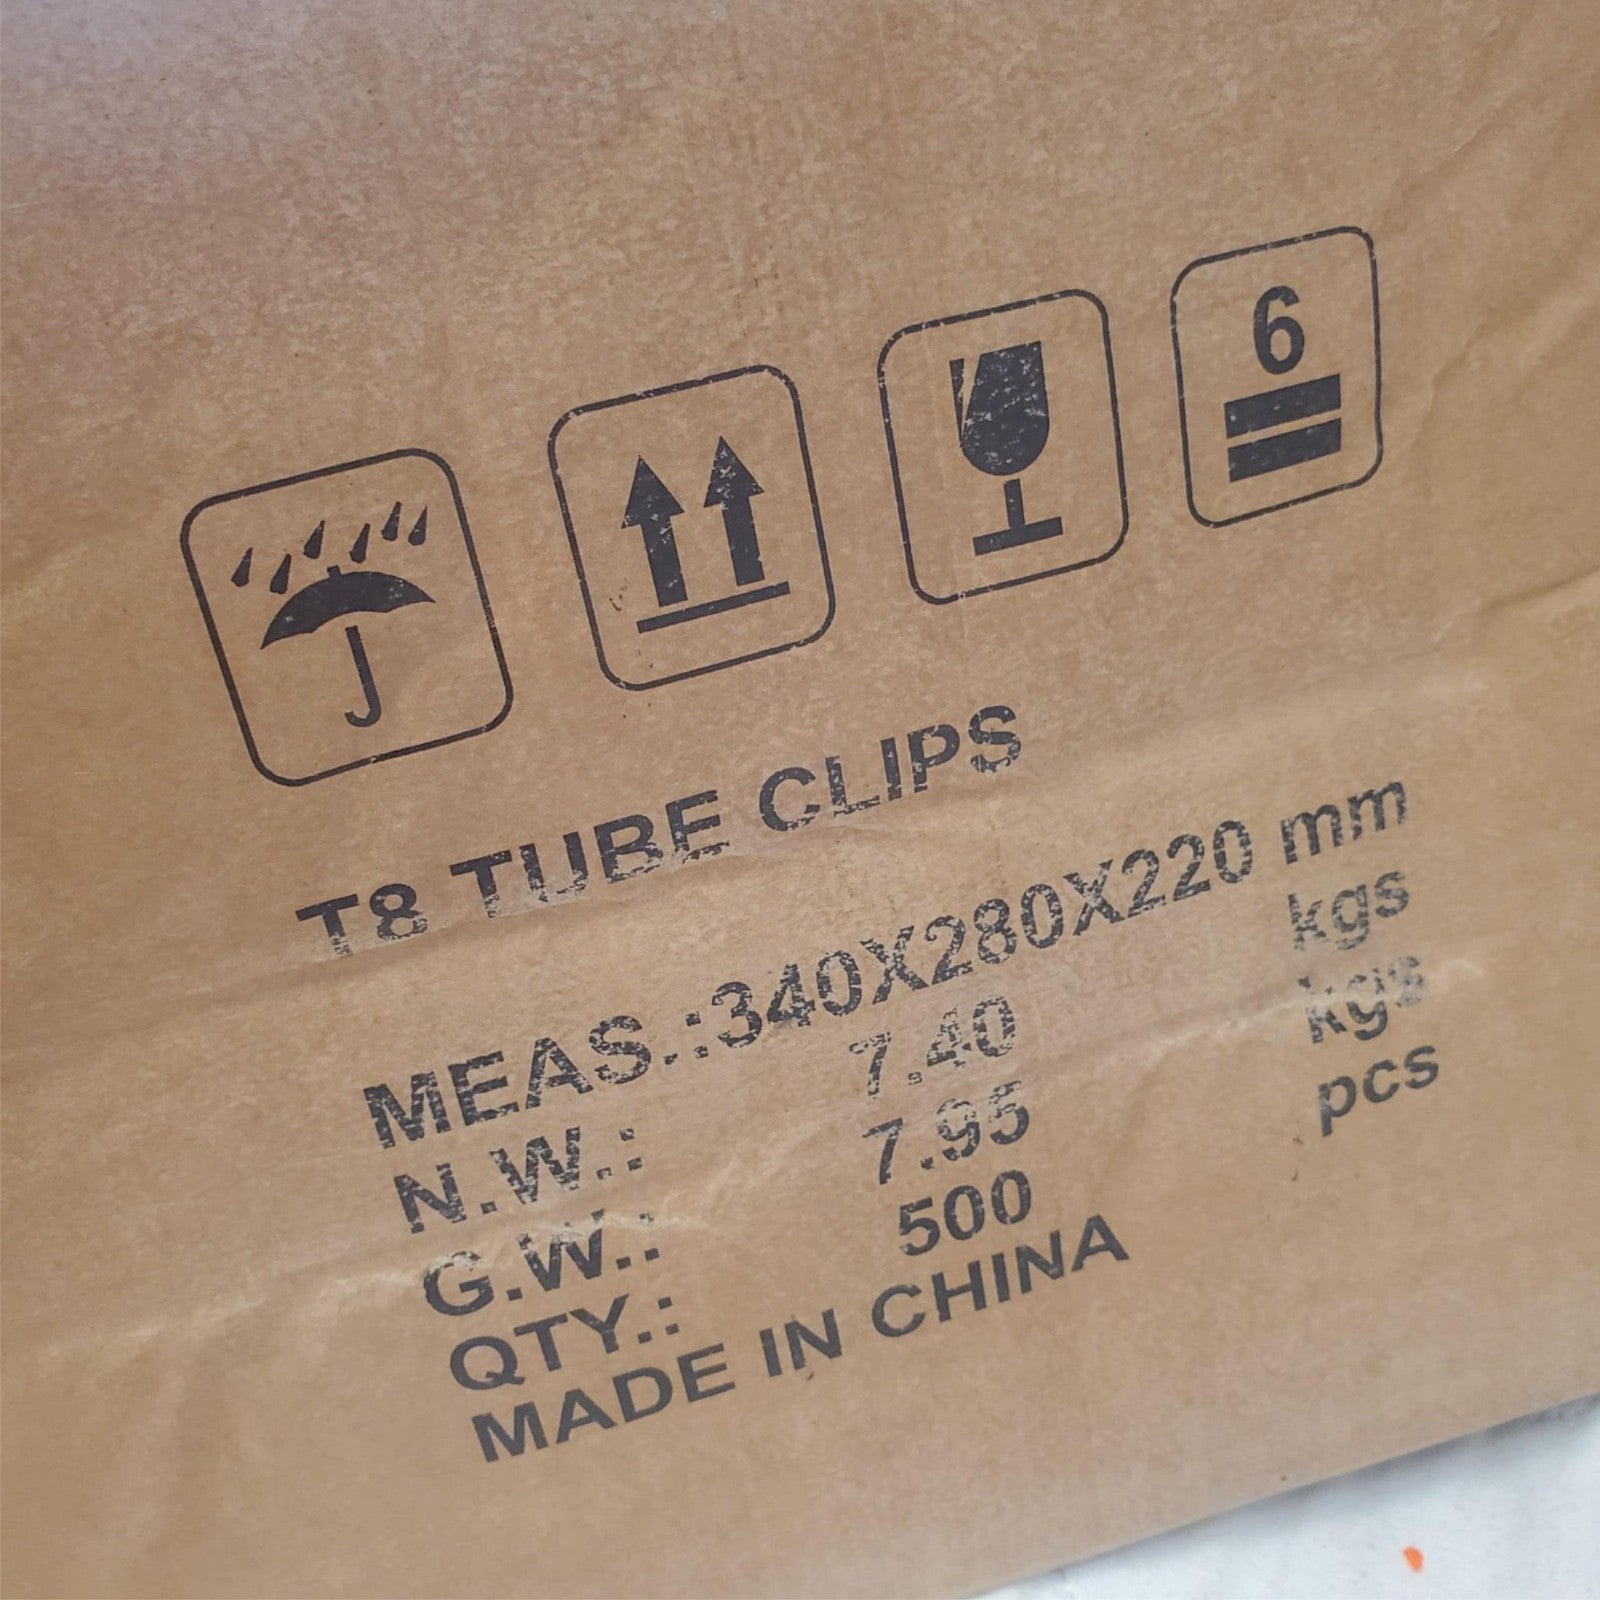 6
T8 TUBE CLIPS
MEAS.:340X280X220 mm
N.W.: 7.40 kgs
G.W.: 7.95 kgs
QTY.: 500 pcs
MADE IN CHINA